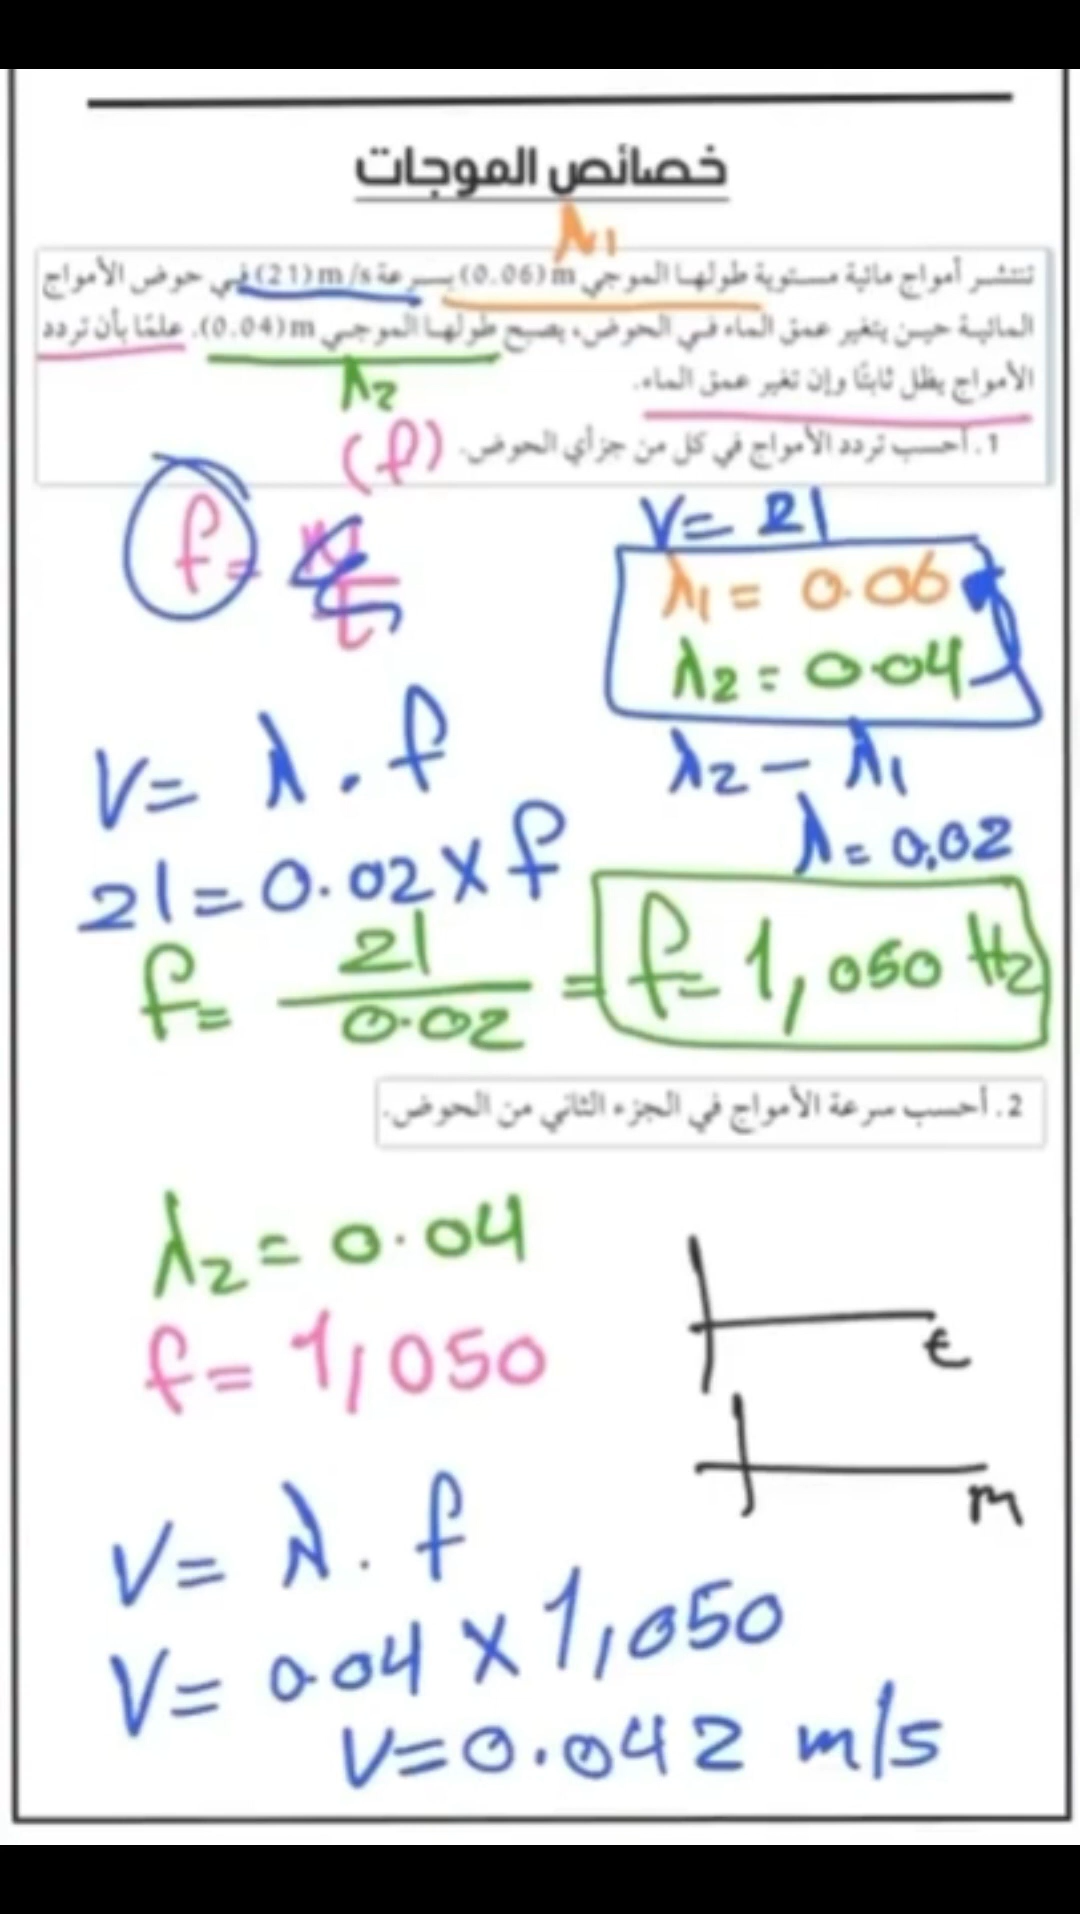 خصائص الموجات
λ1
تنتشر أمواج مائية مستوية طولها الموجي m(0.06) بسرعة m/s(21) في حوض الأمواج
المائية حين يتغير عمق الماء في الحوض، يصبح طولها الموجي m(0.04). علمًا بأن تردد
λ2
الأمواج يظل ثابتًا وإن تغير عمق الماء.
1. أحسب تردد الأمواج في كل من جزأي الحوض.
(f)
V= 21
f=
λ1 = 0.06
λ2 = 0.04
λ2 - λ1
V= λ . f
λ= 0.02
21=0.02 x f
f= 21/0.02 = f= 1,050 Hz
2. أحسب سرعة الأمواج في الجزء الثاني من الحوض.
λ2 = 0.04
f= 1,050
t
m
V= λ . f
V= 0.04 x 1,050
V=0.042 m/s